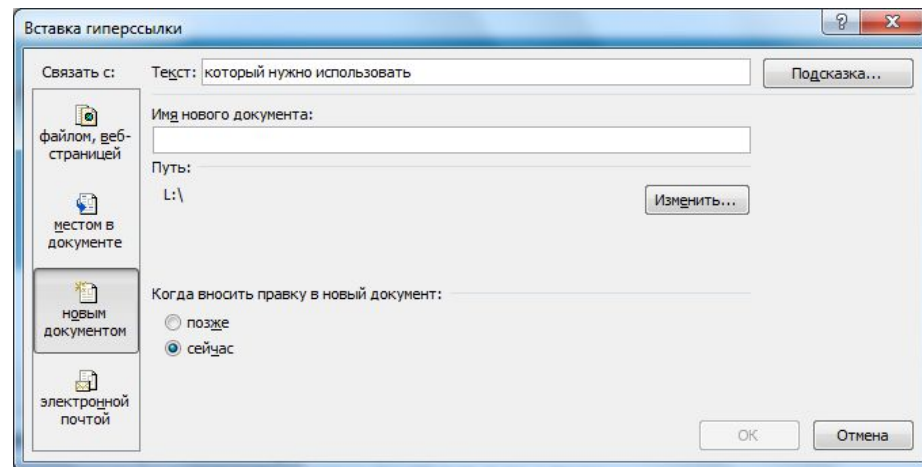 Вставка гиперссылки
Связать с:
Текст: который нужно использовать
Подсказка...
файлом, веб-
страницей
Имя нового документа:
Путь:
L:\
Изменить...
местом в
документе
новым
документом
Когда вносить правку в новый документ:
позже
сейчас
электронной
почтой
ОК
Отмена